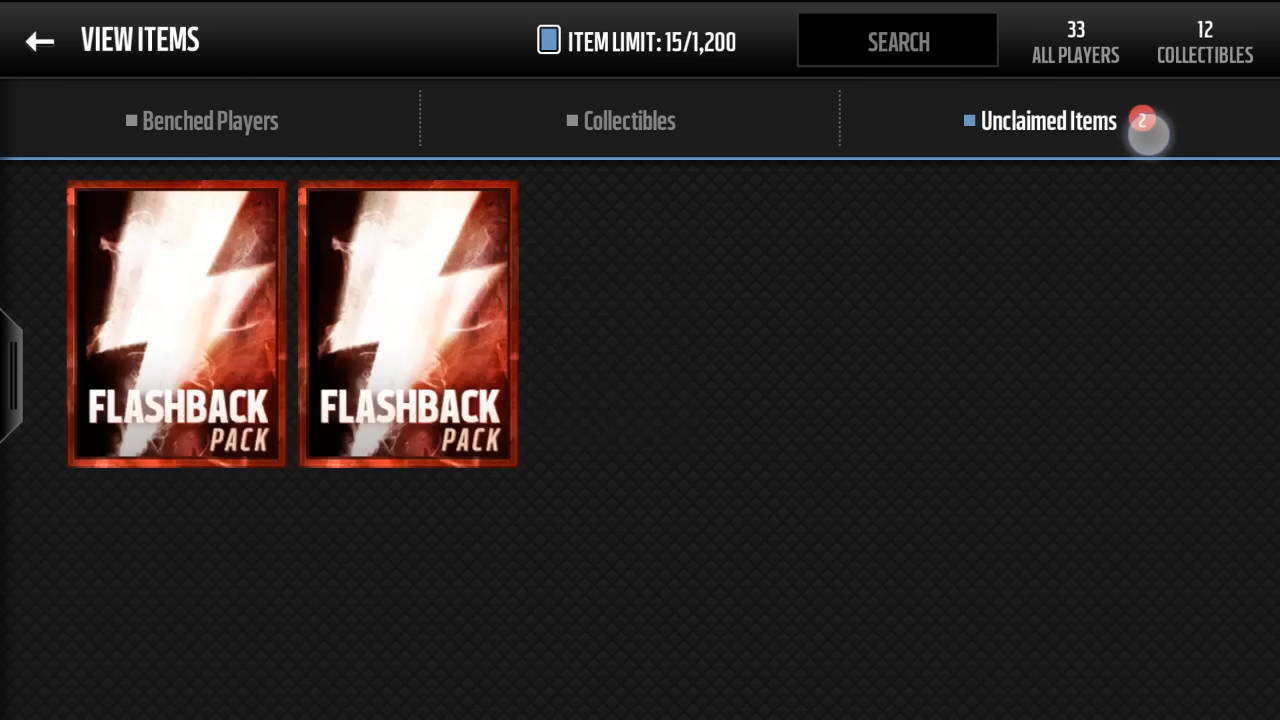 VIEW ITEMS
ITEM LIMIT: 15/1,200
SEARCH
33
ALL PLAYERS
12
COLLECTIBLES
Benched Players
Collectibles
Unclaimed Items
2
FLASHBACK
PACK
FLASHBACK
PACK